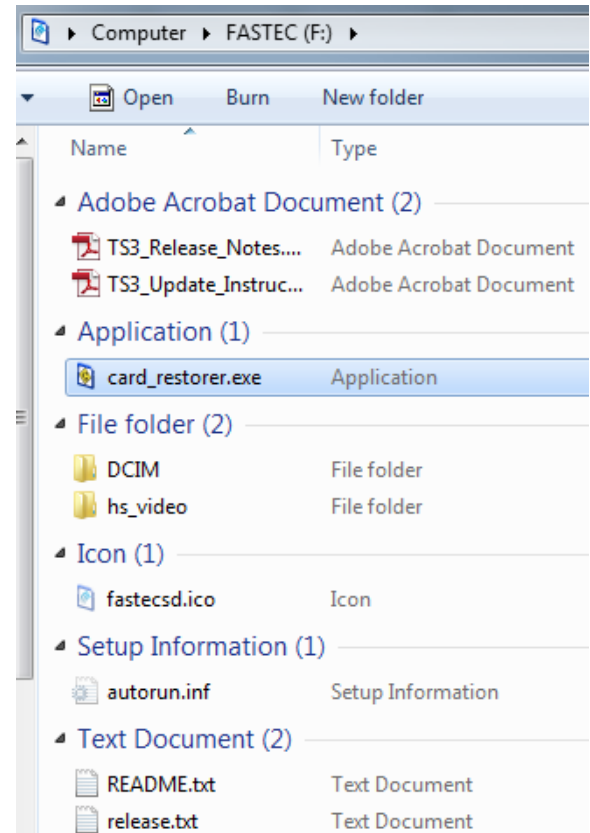 Computer FASTEC (F:)
Open Burn New folder
Name Type
Adobe Acrobat Document (2)
TS3_Release_Notes.... Adobe Acrobat Document
TS3_Update_Instruc... Adobe Acrobat Document
Application (1)
card_restorer.exe Application
File folder (2)
DCIM File folder
hs_video File folder
Icon (1)
fastecsd.ico Icon
Setup Information (1)
autorun.inf Setup Information
Text Document (2)
README.txt Text Document
release.txt Text Document